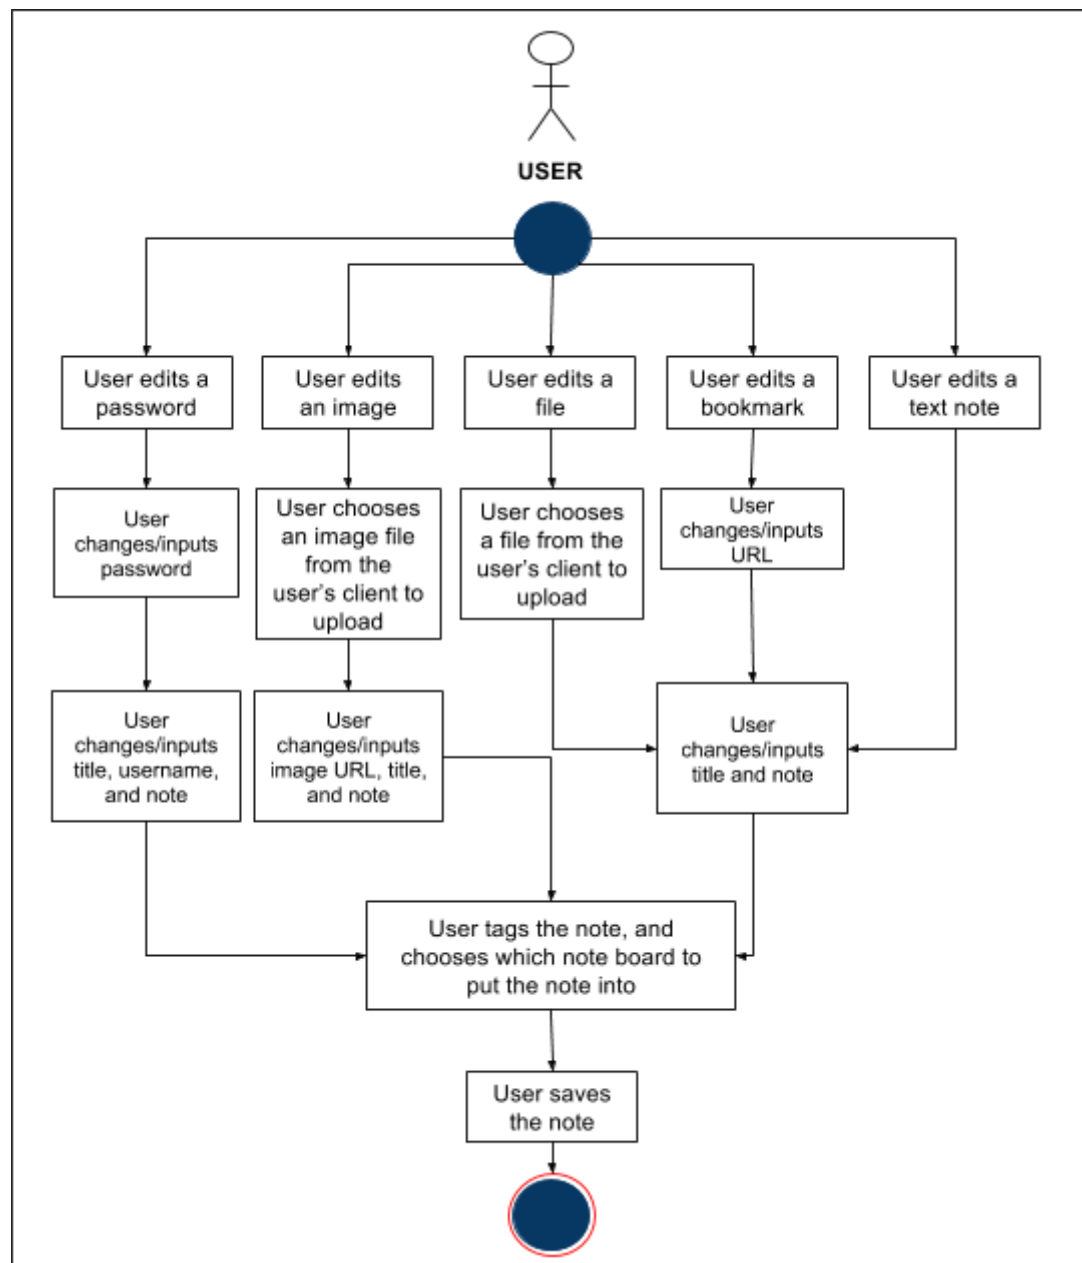 USER
User edits a
password
User edits
an image
User edits a
file
User edits a
bookmark
User edits a
text note
User
changes/inputs
password
User chooses
an image file
from the
user's client to
upload
User chooses
a file from the
user's client to
upload
User
changes/inputs
URL
User
changes/inputs
title, username,
and note
User
changes/inputs
image URL, title,
and note
User
changes/inputs
title and note
User tags the note, and
chooses which note board to
put the note into
User saves
the note